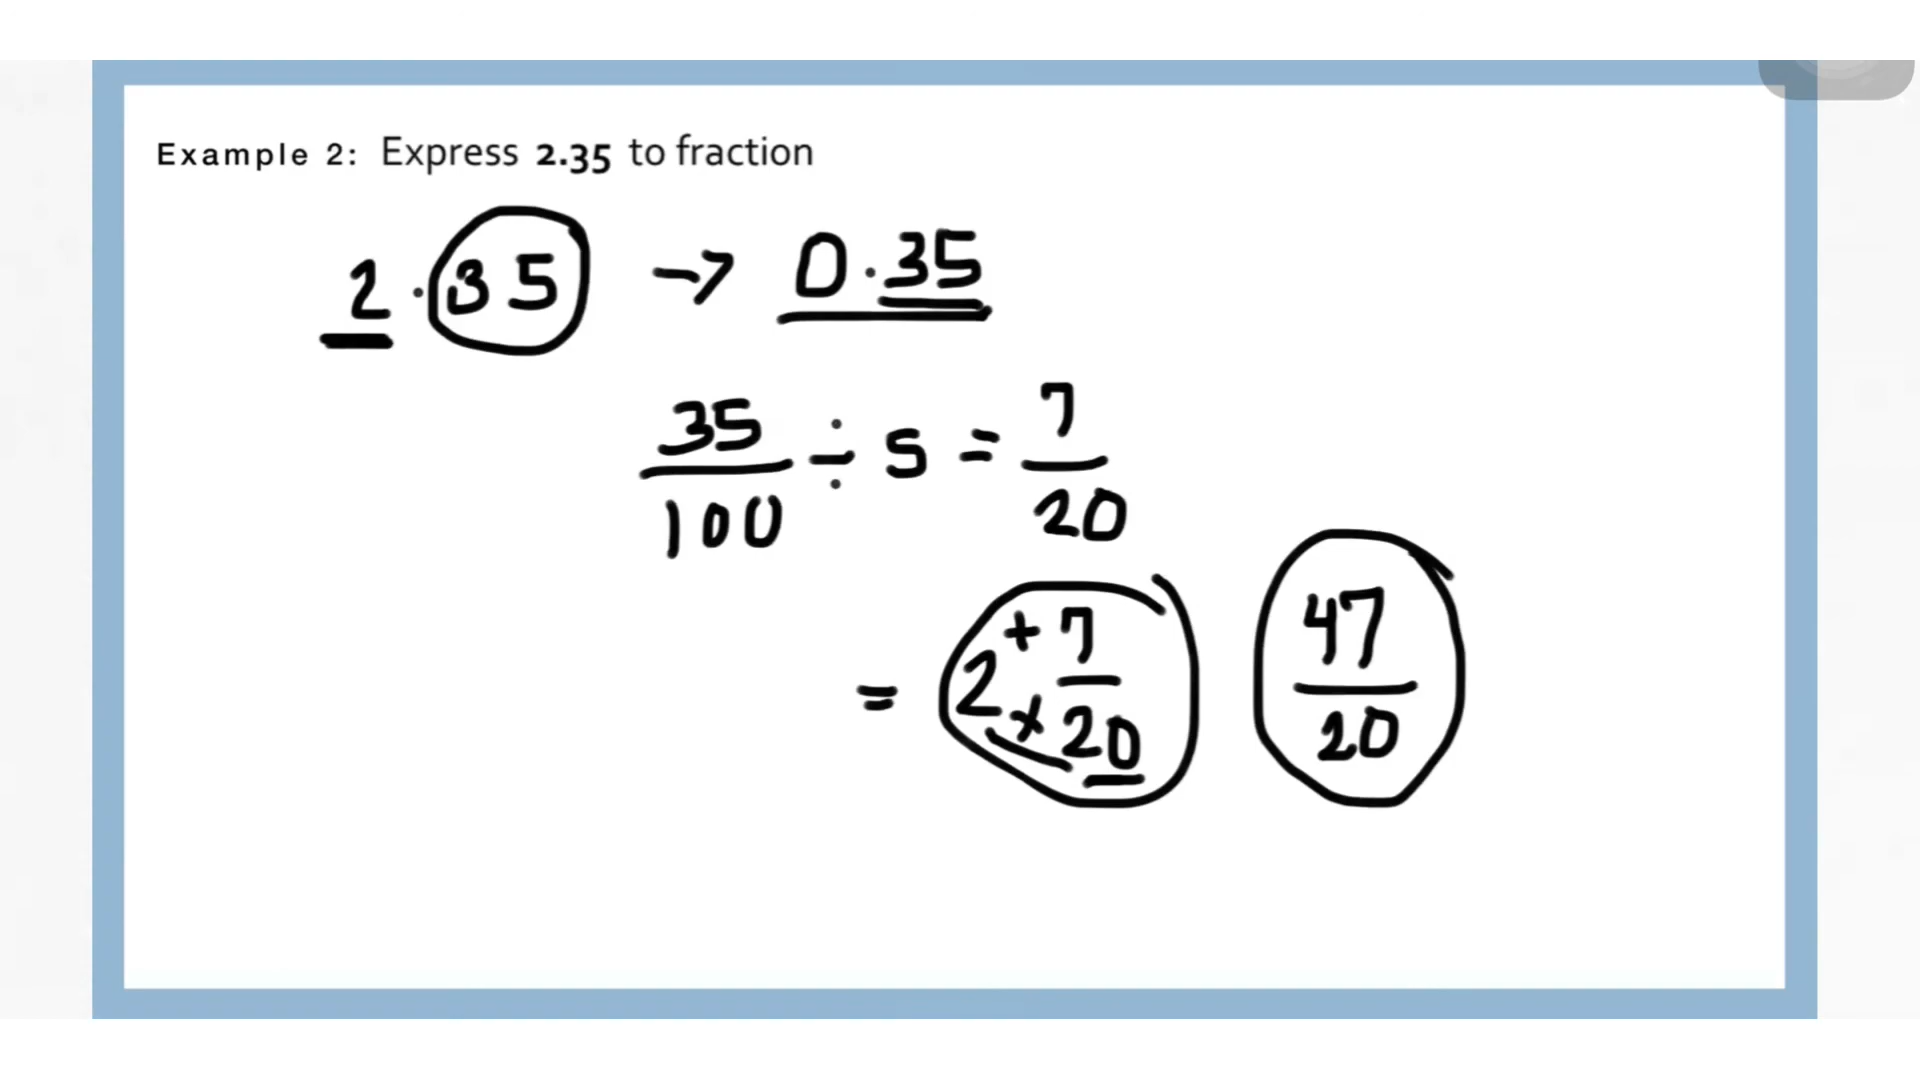 Example 2: Express 2.35 to fraction
2.35 → 0.35
35/100 ÷ 5 = 7/20
= 2 + 7 × 20 47/20